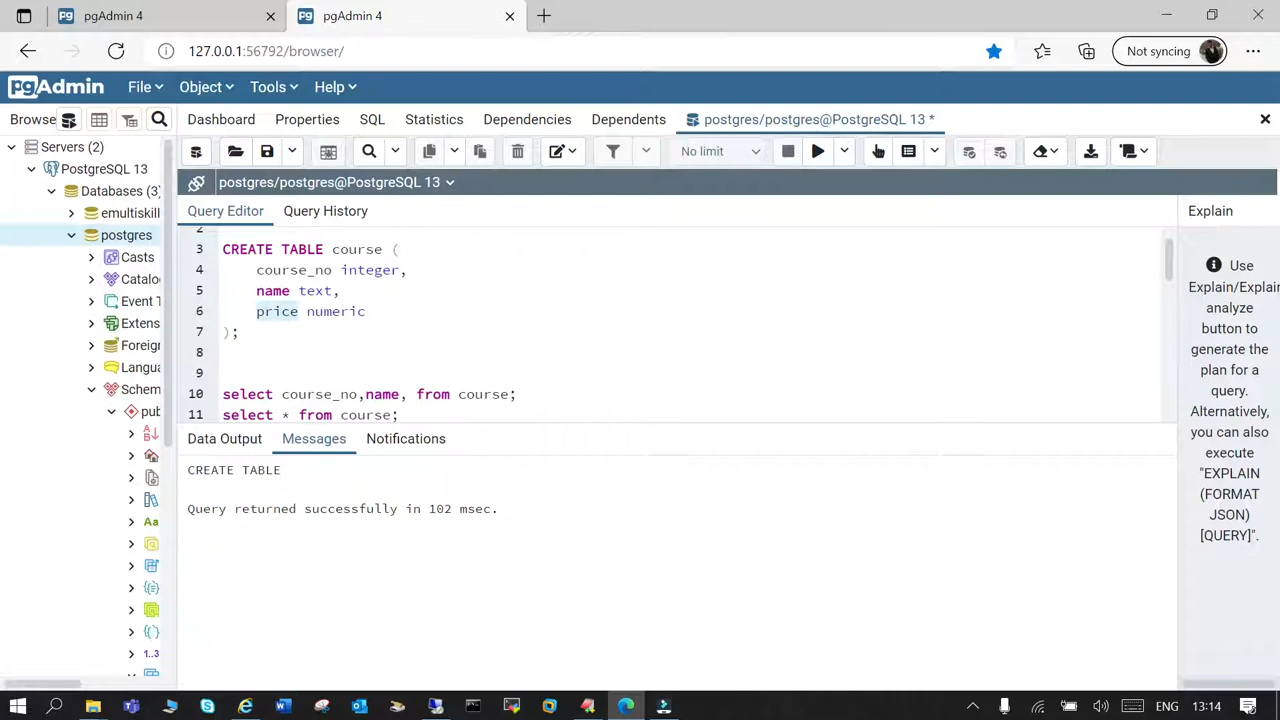 pgAdmin 4
pgAdmin 4
127.0.0.1:56792/browser/
Not syncing
pgAdmin File Object Tools Help
Browse
Dashboard Properties SQL Statistics Dependencies Dependents postgres/postgres@PostgreSQL 13 *
No limit
postgres/postgres@PostgreSQL 13
Query Editor Query History
Servers (2)
PostgreSQL 13
Databases (3)
emultiskill
postgres
Casts
Catalo
Event T
Extens
Foreig
Langua
Schem
pub
Aa
1..3
2
3 CREATE TABLE course (
4 course_no integer,
5 name text,
6 price numeric
7 );
8
9
10 select course_no,name, from course;
11 select * from course;
Data Output Messages Notifications
CREATE TABLE
Query returned successfully in 102 msec.
Explain
Use
Explain/Explain
analyze
button to
generate the
plan for a
query.
Alternatively,
you can also
execute
"EXPLAIN
(FORMAT
JSON)
[QUERY]".
ENG 13:14